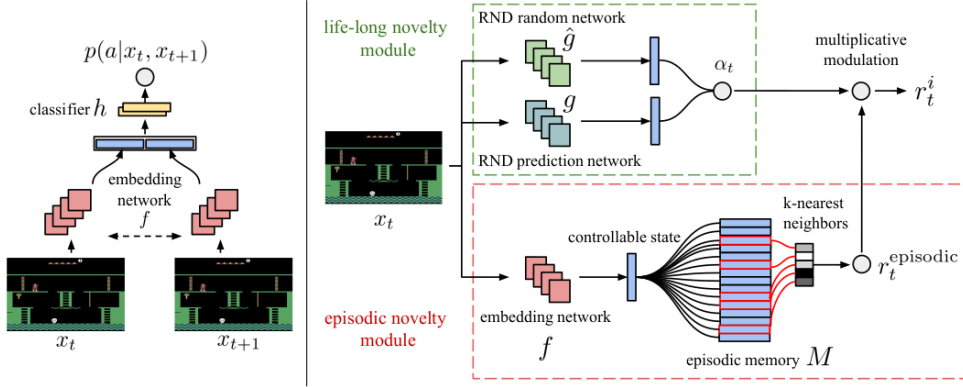 p(a|x_t, x_{t+1})
classifier h
embedding
network
f
x_t
x_{t+1}
life-long novelty
module
RND random network
ĝ
g
RND prediction network
α_t
multiplicative
modulation
r_t^i
x_t
episodic novelty
module
embedding network
f
controllable state
k-nearest
neighbors
episodic memory M
r_t^episodic